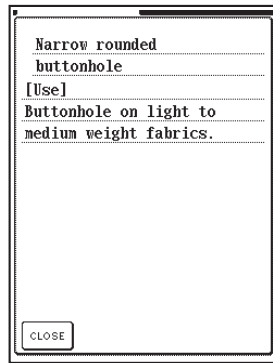 Narrow rounded
buttonhole
[Use]
Buttonhole on light to
medium weight fabrics.
CLOSE